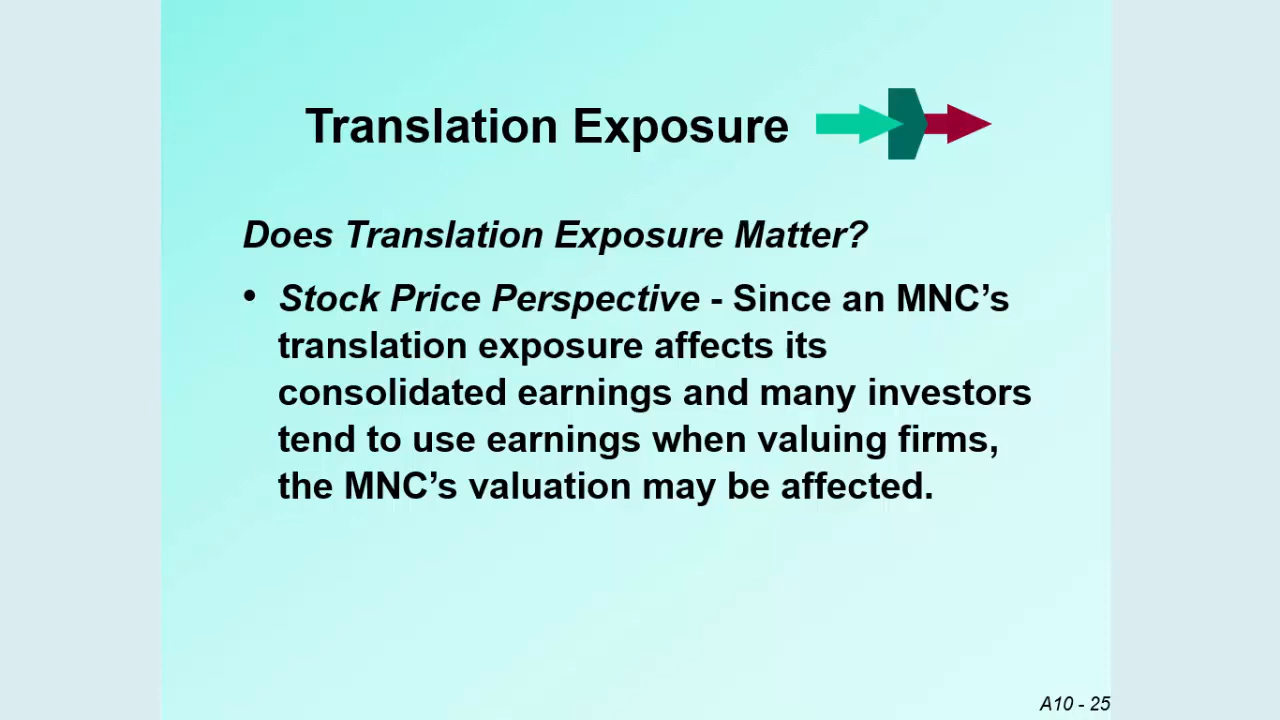 Translation Exposure
Does Translation Exposure Matter?
• Stock Price Perspective - Since an MNC’s
translation exposure affects its
consolidated earnings and many investors
tend to use earnings when valuing firms,
the MNC’s valuation may be affected.
A10 - 25